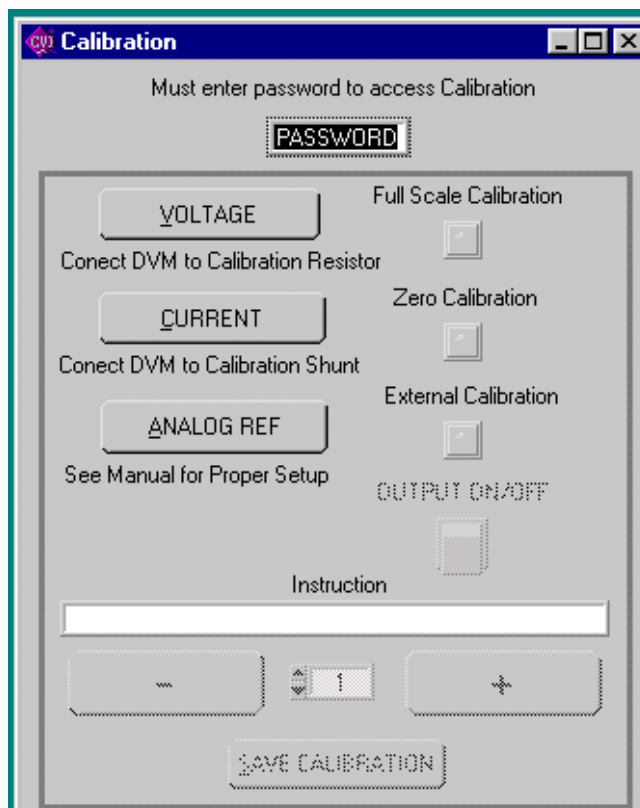 CVI Calibration
Must enter password to access Calibration
PASSWORD
VOLTAGE
Full Scale Calibration
Conect DVM to Calibration Resistor
Zero Calibration
CURRENT
Conect DVM to Calibration Shunt
External Calibration
ANALOG REF
See Manual for Proper Setup
OUTPUT ON/OFF
Instruction
- 1 +
SAVE CALIBRATION